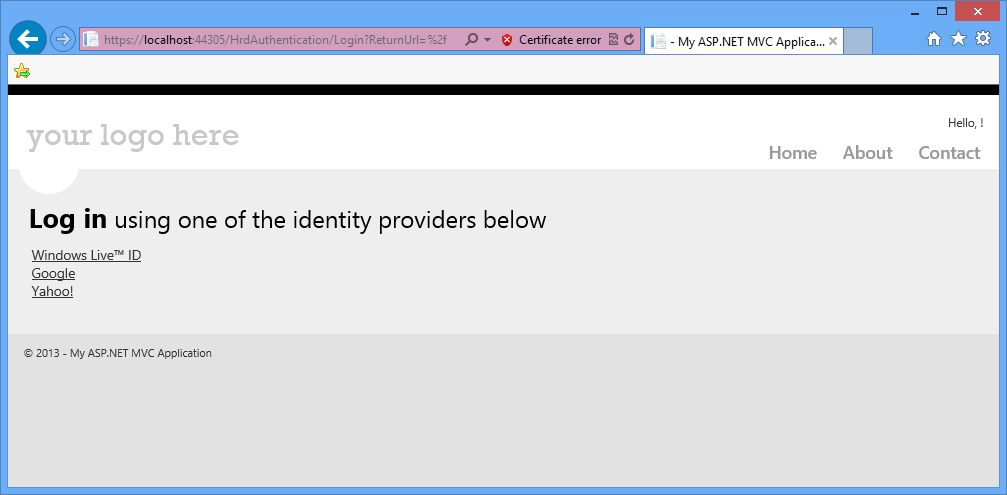 https://localhost:44305/HrdAuthentication/Login?ReturnUrl=%2f
Certificate error
- My ASP.NET MVC Applica...
your logo here
Hello, !
Home About Contact
Log in using one of the identity providers below
Windows Live™ ID
Google
Yahoo!
© 2013 - My ASP.NET MVC Application